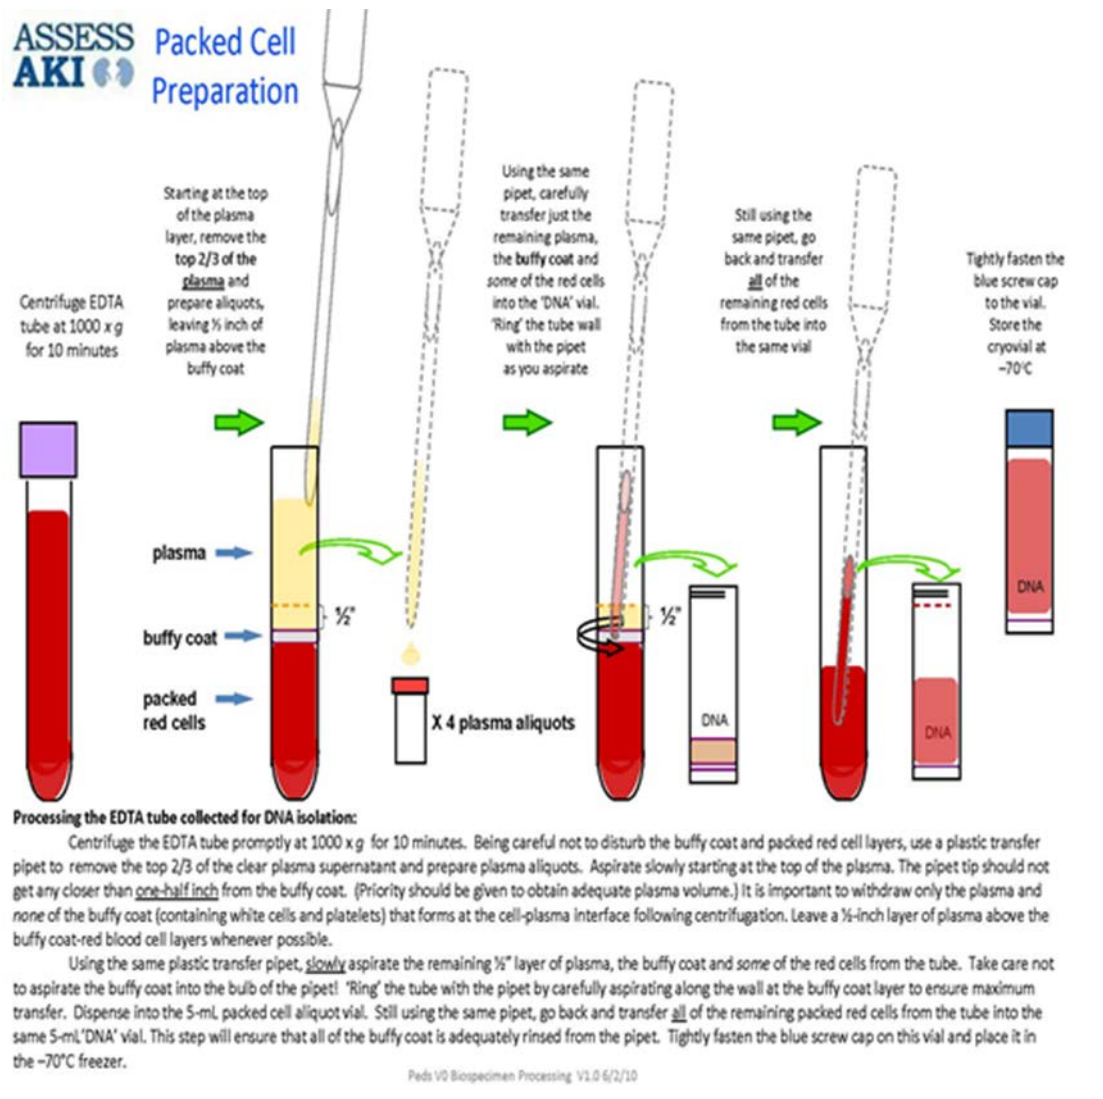 ASSESS
AKI
Packed Cell
Preparation
Centrifuge EDTA
tube at 1000 x g
for 10 minutes
Starting at the top
of the plasma
layer, remove the
top 2/3 of the
plasma and
prepare aliquots,
leaving ½ inch of
plasma above the
buffy coat
Using the same
pipet, carefully
transfer just the
remaining plasma,
the buffy coat and
some of the red cells
into the 'DNA' vial.
'Ring' the tube wall
with the pipet
as you aspirate
Still using the
same pipet, go
back and transfer
all of the
remaining red cells
from the tube into
the same vial
Tightly fasten the
blue screw cap
to the vial.
Store the
cryovial at
–70°C
plasma
½"
buffy coat
packed
red cells
X 4 plasma aliquots
½"
DNA
DNA
DNA
Processing the EDTA tube collected for DNA isolation:
Centrifuge the EDTA tube promptly at 1000 x g for 10 minutes. Being careful not to disturb the buffy coat and packed red cell layers, use a plastic transfer
pipet to remove the top 2/3 of the clear plasma supernatant and prepare plasma aliquots. Aspirate slowly starting at the top of the plasma. The pipet tip should not
get any closer than one-half inch from the buffy coat. (Priority should be given to obtain adequate plasma volume.) It is important to withdraw only the plasma and
none of the buffy coat (containing white cells and platelets) that forms at the cell-plasma interface following centrifugation. Leave a ½-inch layer of plasma above the
buffy coat-red blood cell layers whenever possible.
Using the same plastic transfer pipet, slowly aspirate the remaining ½" layer of plasma, the buffy coat and some of the red cells from the tube. Take care not
to aspirate the buffy coat into the bulb of the pipet! 'Ring' the tube with the pipet by carefully aspirating along the wall at the buffy coat layer to ensure maximum
transfer. Dispense into the 5-mL packed cell aliquot vial. Still using the same pipet, go back and transfer all of the remaining packed red cells from the tube into the
same 5-mL 'DNA' vial. This step will ensure that all of the buffy coat is adequately rinsed from the pipet. Tightly fasten the blue screw cap on this vial and place it in
the –70°C freezer.
Peds V0 Biospecimen Processing V1.0 6/2/10